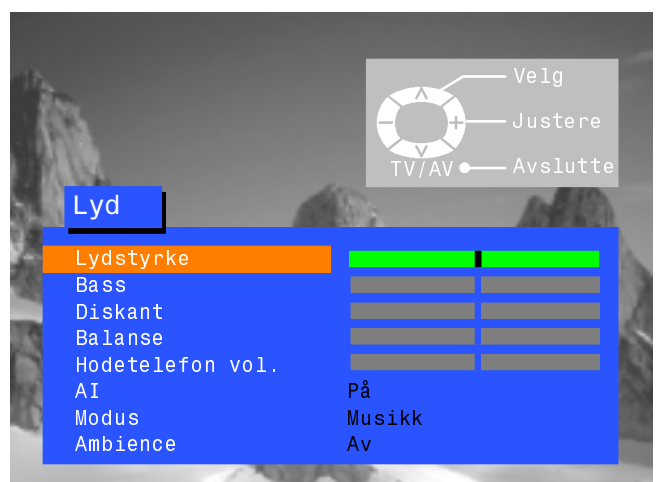 Velg
Justere
TV/AV Avslutte
Lyd
Lydstyrke
Bass
Diskant
Balanse
Hodetelefon vol.
AI På
Modus Musikk
Ambience Av